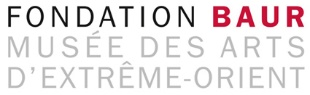 FONDATION BAUR
MUSÉE DES ARTS
D'EXTRÊME-ORIENT